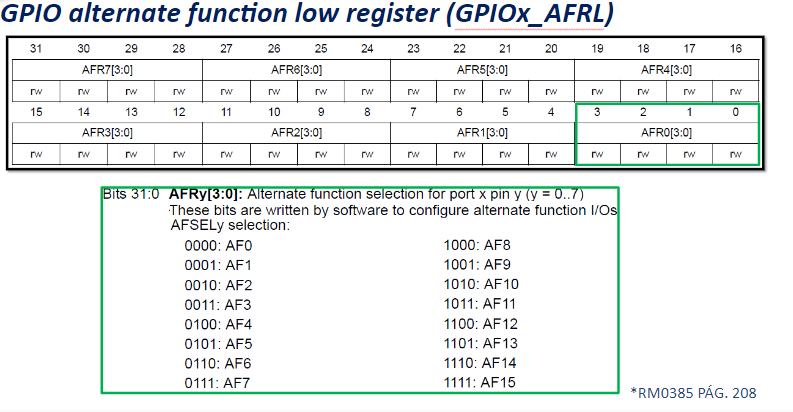 GPIO alternate function low register (GPIOx_AFRL)
31 30 29 28 27 26 25 24 23 22 21 20 19 18 17 16
AFR7[3:0] AFR6[3:0] AFR5[3:0] AFR4[3:0]
rw rw rw rw rw rw rw rw rw rw rw rw rw rw rw rw
15 14 13 12 11 10 9 8 7 6 5 4 3 2 1 0
AFR3[3:0] AFR2[3:0] AFR1[3:0] AFR0[3:0]
rw rw rw rw rw rw rw rw rw rw rw rw rw rw rw rw
Bits 31:0 AFRy[3:0]: Alternate function selection for port x pin y (y = 0..7)
These bits are written by software to configure alternate function I/Os
AFSELy selection:
0000: AF0 1000: AF8
0001: AF1 1001: AF9
0010: AF2 1010: AF10
0011: AF3 1011: AF11
0100: AF4 1100: AF12
0101: AF5 1101: AF13
0110: AF6 1110: AF14
0111: AF7 1111: AF15
*RM0385 PÁG. 208